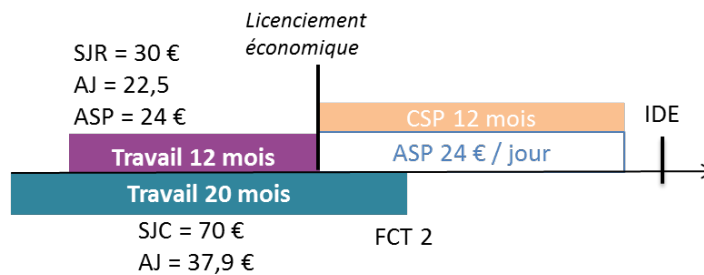 Licenciement
économique
SJR = 30 €
AJ = 22,5
ASP = 24 €
CSP 12 mois
IDE
Travail 12 mois
ASP 24 € / jour
Travail 20 mois
SJC = 70 €
AJ = 37,9 €
FCT 2